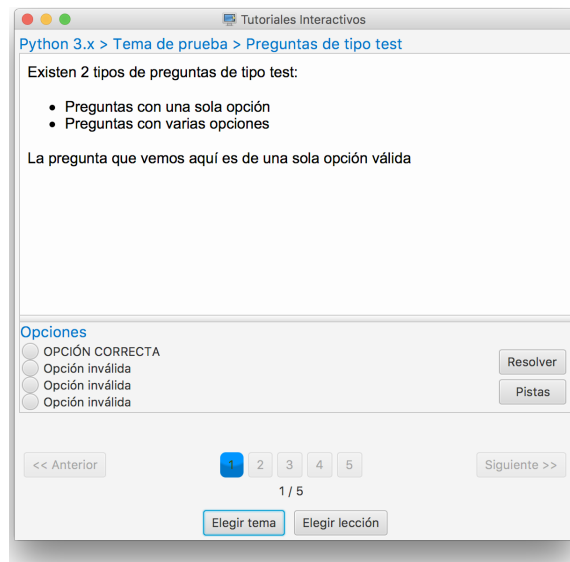 Tutoriales Interactivos
Python 3.x > Tema de prueba > Preguntas de tipo test
Existen 2 tipos de preguntas de tipo test:
• Preguntas con una sola opción
• Preguntas con varias opciones
La pregunta que vemos aquí es de una sola opción válida
Opciones
OPCIÓN CORRECTA
Opción inválida
Opción inválida
Opción inválida
Resolver
Pistas
<< Anterior
1 2 3 4 5
Siguiente >>
1 / 5
Elegir tema
Elegir lección